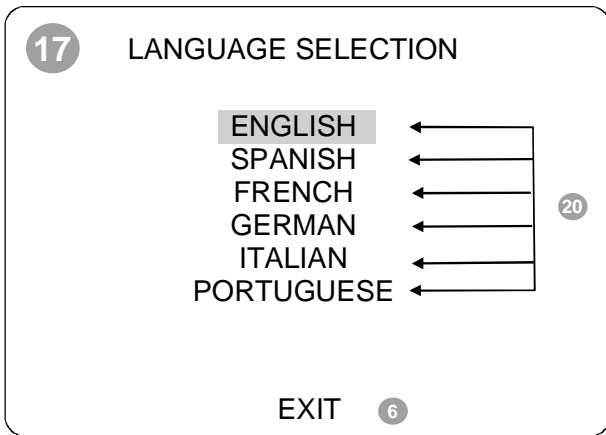 17 LANGUAGE SELECTION
ENGLISH
SPANISH
FRENCH
20
GERMAN
ITALIAN
PORTUGUESE
EXIT 6